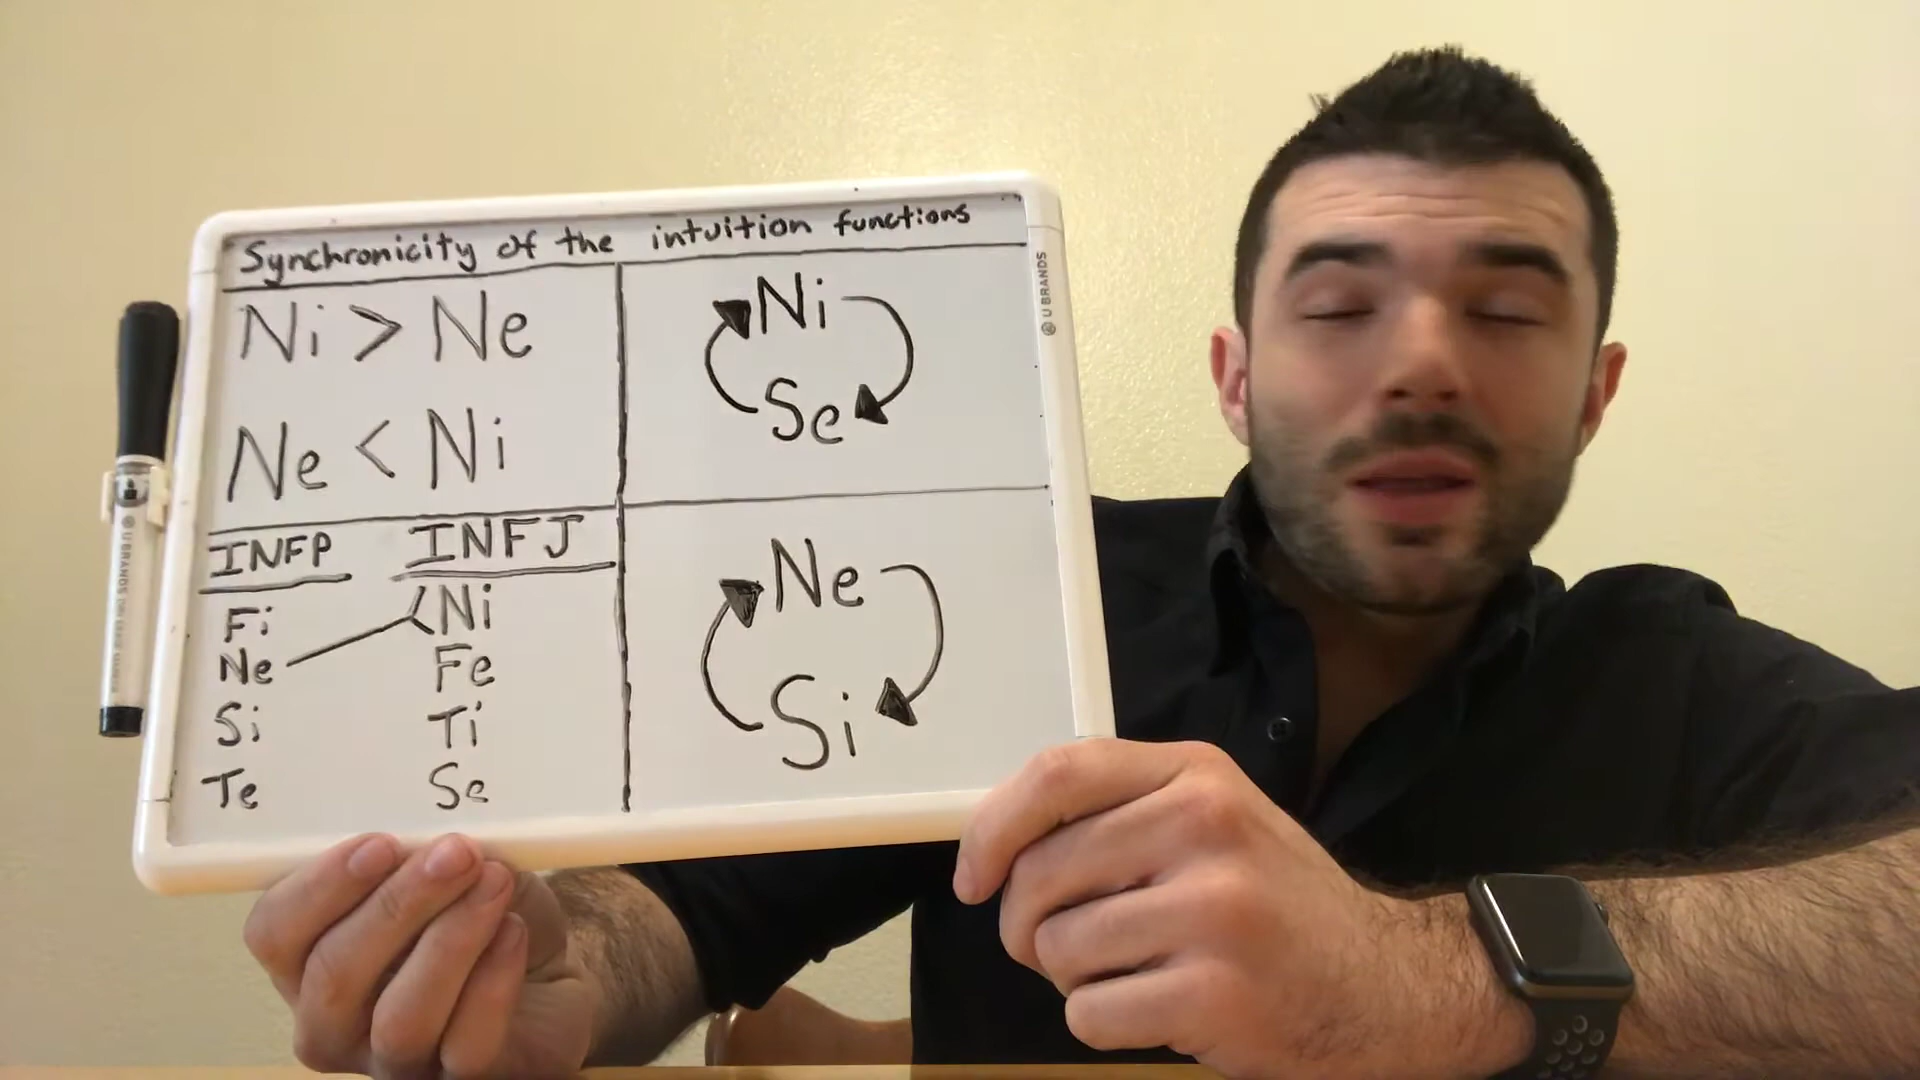 Synchronicity of the intuition functions
Ni > Ne
Ne < Ni
INFP INFJ
Fi <Ni
Ne Fe
Si Ti
Te Se
Ni
Se
Ne
Si
U BRANDS
U BRANDS